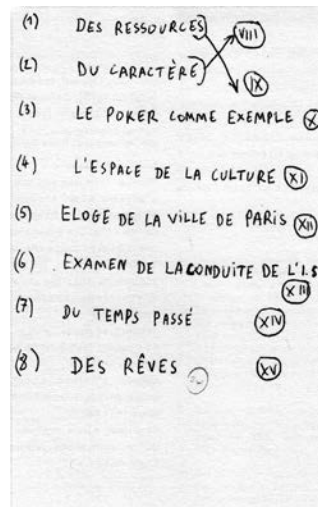 (1) DES RESSOURCES VIII
(2) DU CARACTÈRE IX
(3) LE POKER COMME EXEMPLE X
(4) L'ESPACE DE LA CULTURE XI
(5) ELOGE DE LA VILLE DE PARIS XII
(6) EXAMEN DE LA CONDUITE DE L'I.S
XIII
(7) DU TEMPS PASSÉ XIV
(8) DES RÊVES XV